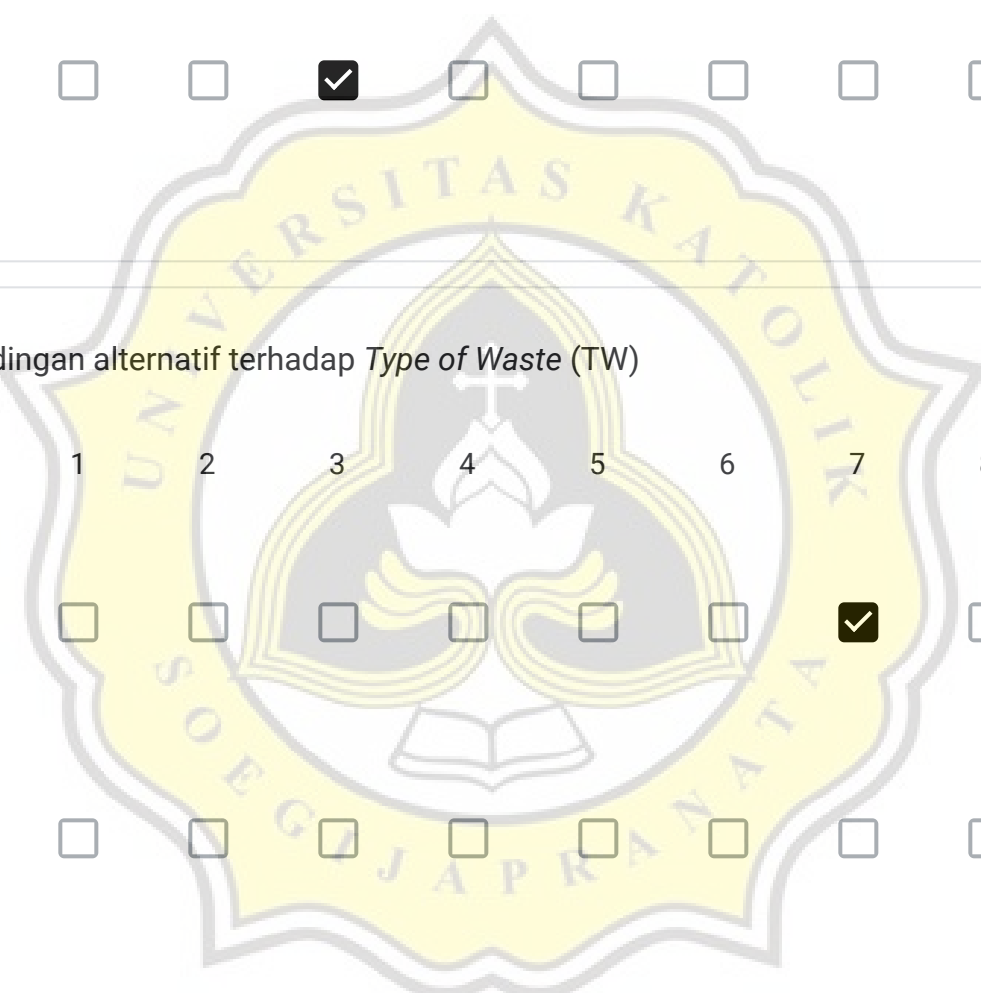 UNIVERSITAS KATOLIK
dingan alternatif terhadap Type of Waste (TW)
1 2 3 4 5 6 7
SOEGIJAPRANATA